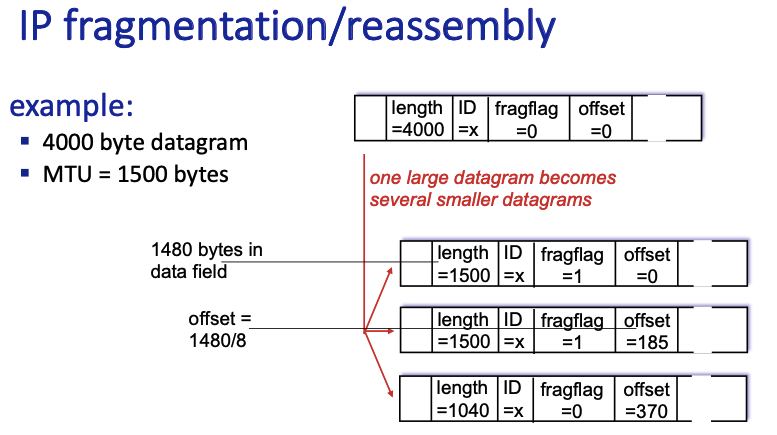 IP fragmentation/reassembly
example:
▪ 4000 byte datagram
▪ MTU = 1500 bytes
length ID fragflag offset
=4000 =x =0 =0
one large datagram becomes
several smaller datagrams
1480 bytes in
data field
length ID fragflag offset
=1500 =x =1 =0
offset =
1480/8
length ID fragflag offset
=1500 =x =1 =185
length ID fragflag offset
=1040 =x =0 =370